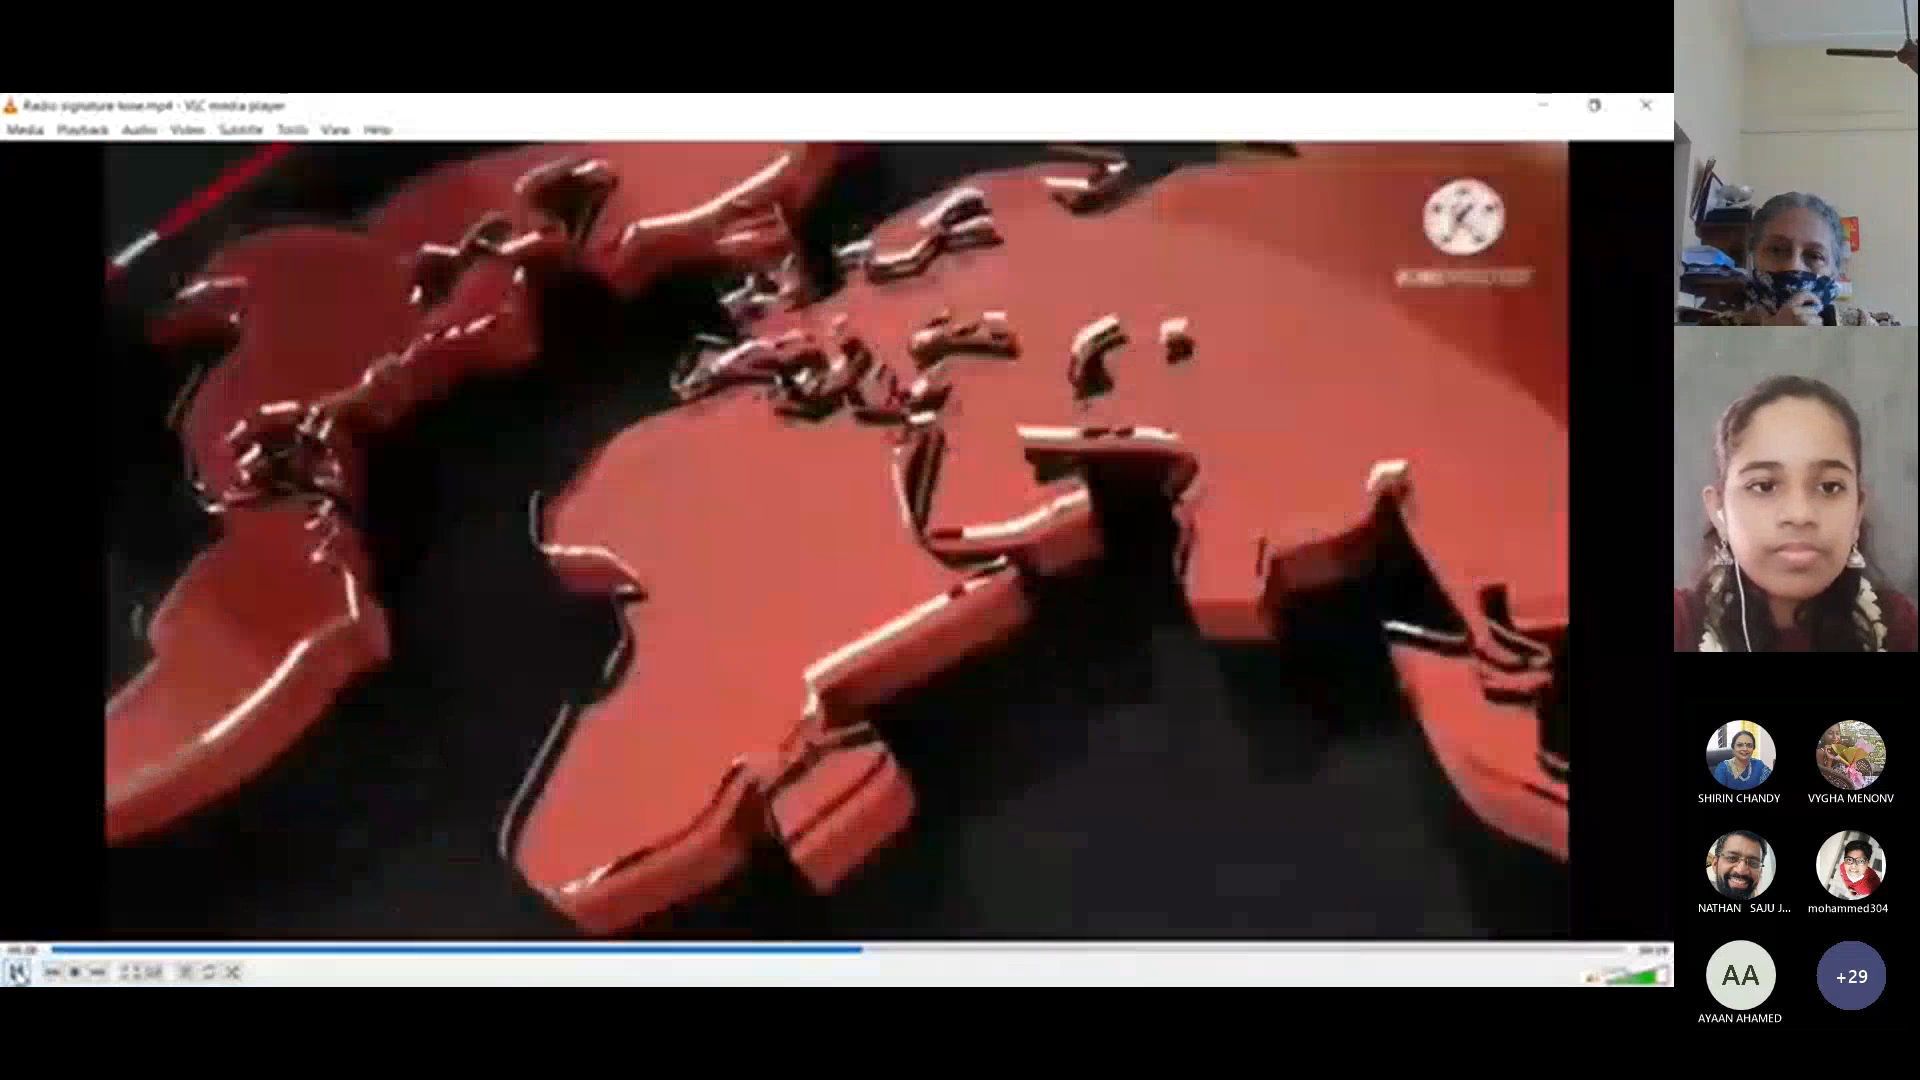 Radio signature tune.mp4 - VLC media player
Media Playback Audio Video Subtitle Tools View Help
SHIRIN CHANDY
VYGHA MENONV
NATHAN SAJU J...
mohammed304
AA
+29
AYAAN AHAMED